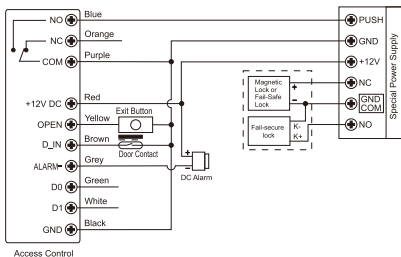 NO Blue
NC Orange
COM Purple
+12V DC Red
OPEN Yellow
Exit Button
D_IN Brown
Door Contact
ALARM- Grey
D0 Green
D1 White
GND Black
Access Control
+
-
DC Alarm
Magnetic
Lock or
Fail-Safe
Lock
+
-
Fail-secure
lock
K-
K+
PUSH
GND
+12V
NC
GND
COM
NO
Special Power Supply